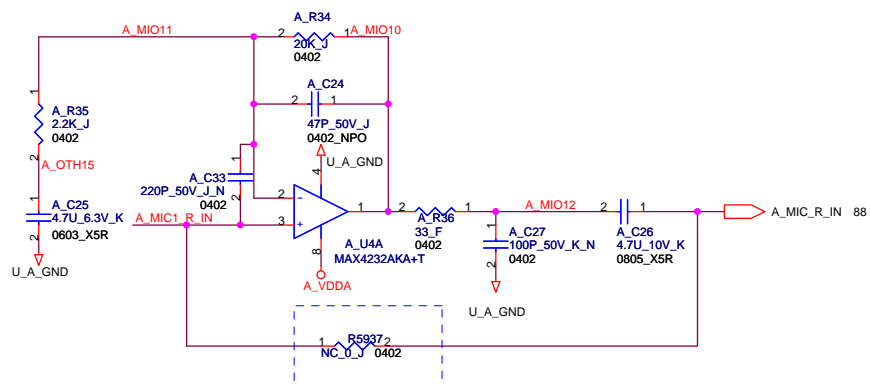 A_R34
A_MIO11
2
1
A_MIO10
20K_J
0402
A_C24
2
1
47P_50V_J
0402_NPO
1
A_R35
2.2K_J
0402
2
A_OTH15
1
A_C33
220P_50V_J_N
2
0402
4
U_A_GND
1
A_C25
4.7U_6.3V_K
2
0603_X5R
U_A_GND
A_MIC1_R_IN
2
-
3
+
1
8
A_U4A
MAX4232AKA+T
A_VDDA
2
1
A_R36
33_F
0402
A_MIO12
1
A_C27
100P_50V_K_N
2
0402
U_A_GND
2
1
A_C26
4.7U_10V_K
0805_X5R
A_MIC_R_IN 88
1
R5937
2
NC_0_J
0402